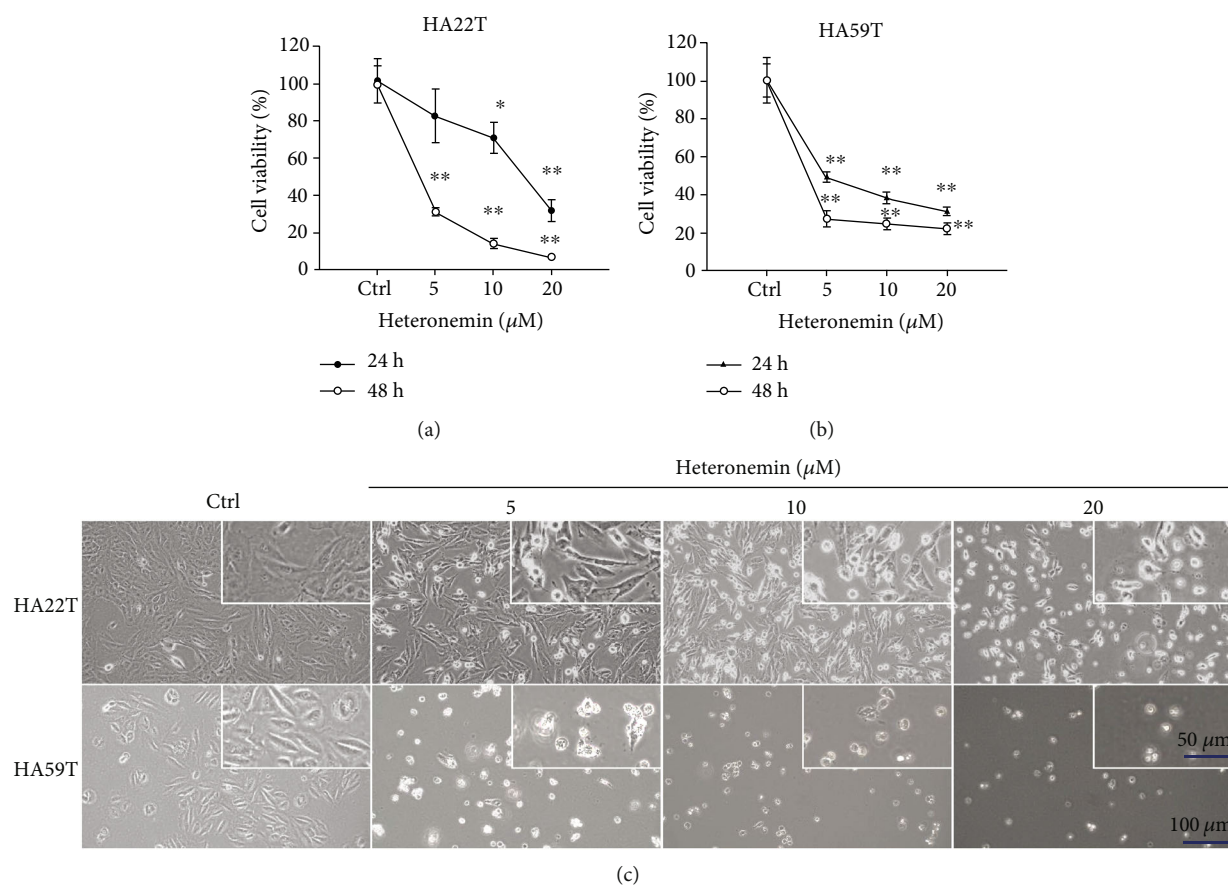 HA22T
Cell viability (%)
120
100
80
60
40
20
0
*
**
**
**
**
Ctrl 5 10 20
Heteronemin (μM)
24 h
48 h
(a)
HA59T
Cell viability (%)
120
100
80
60
40
20
0
**
**
**
**
**
**
Ctrl 5 10 20
Heteronemin (μM)
24 h
48 h
(b)
Heteronemin (μM)
Ctrl 5 10 20
HA22T
HA59T
50 μm
100 μm
(c)